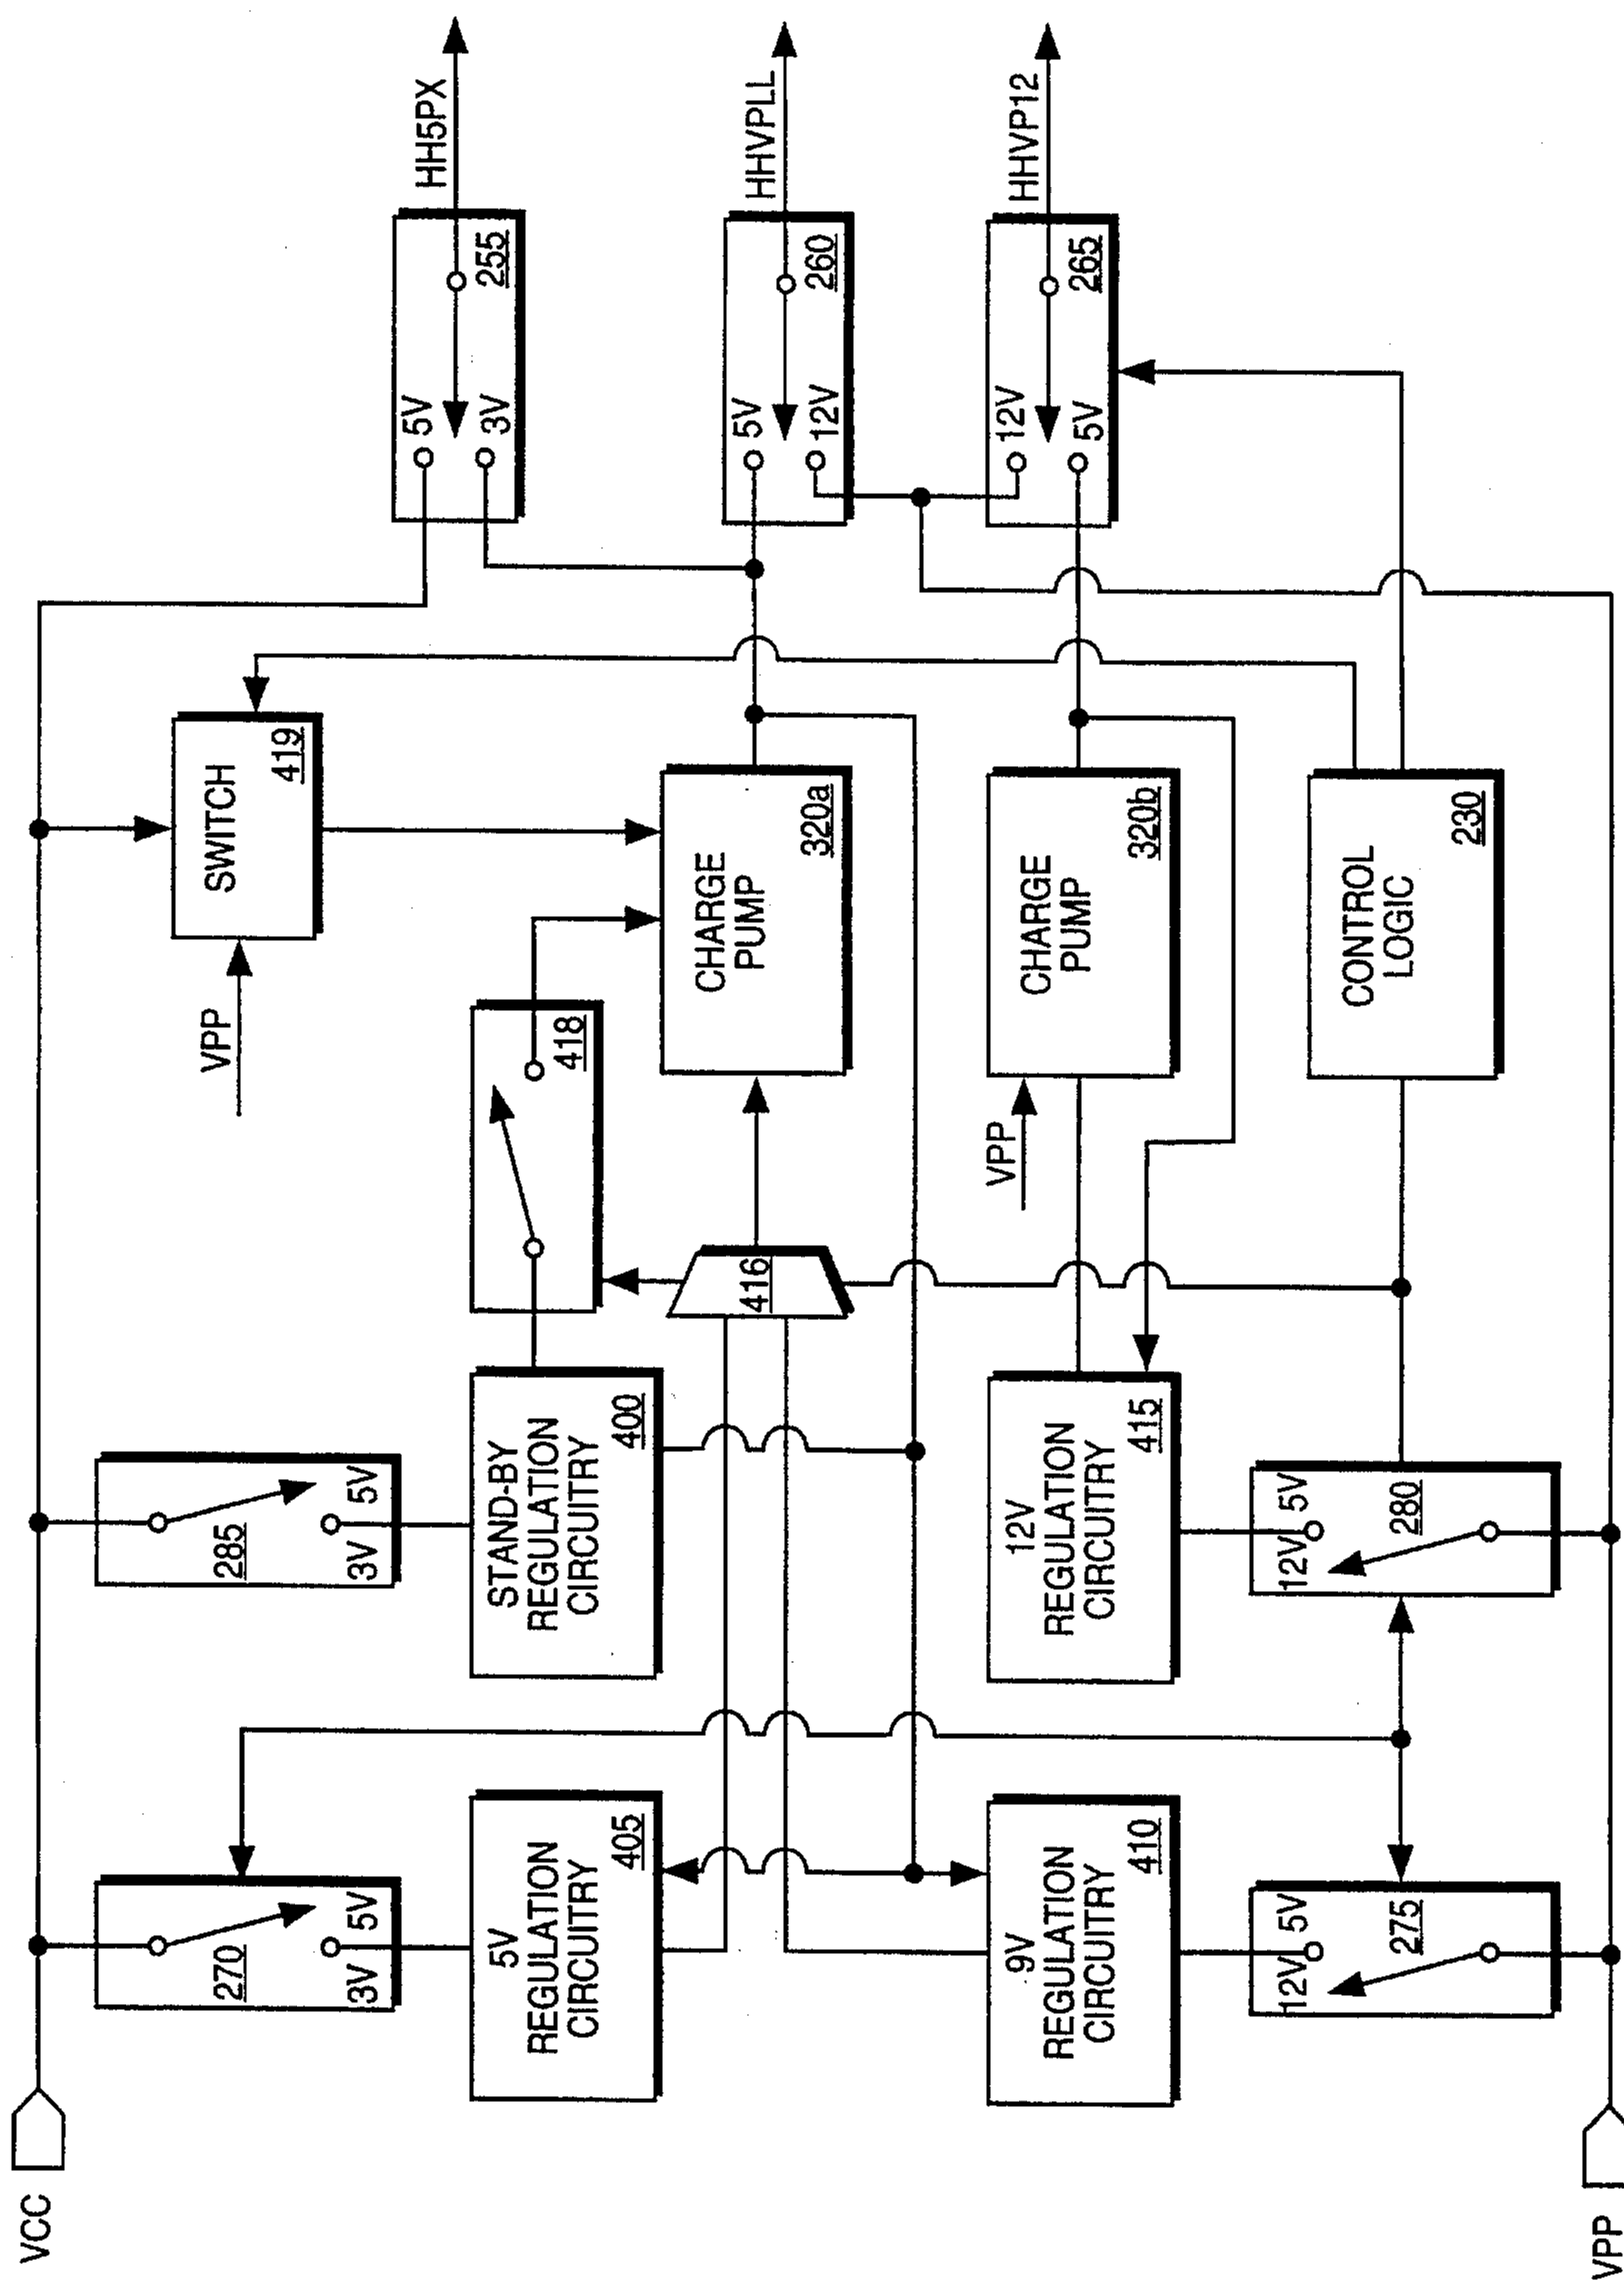 VCC
270
3V 5V
285
3V 5V
VPP
SWITCH
419
5V
3V
255
HH5PX
5V
REGULATION
CIRCUITRY
405
STAND-BY
REGULATION
CIRCUITRY
400
418
416
CHARGE
PUMP
320a
5V
12V
260
HHVPLL
9V
REGULATION
CIRCUITRY
410
12V
REGULATION
CIRCUITRY
415
VPP
CHARGE
PUMP
320b
12V
5V
265
HHVP12
12V 5V
275
12V 5V
280
CONTROL
LOGIC
230
VPP